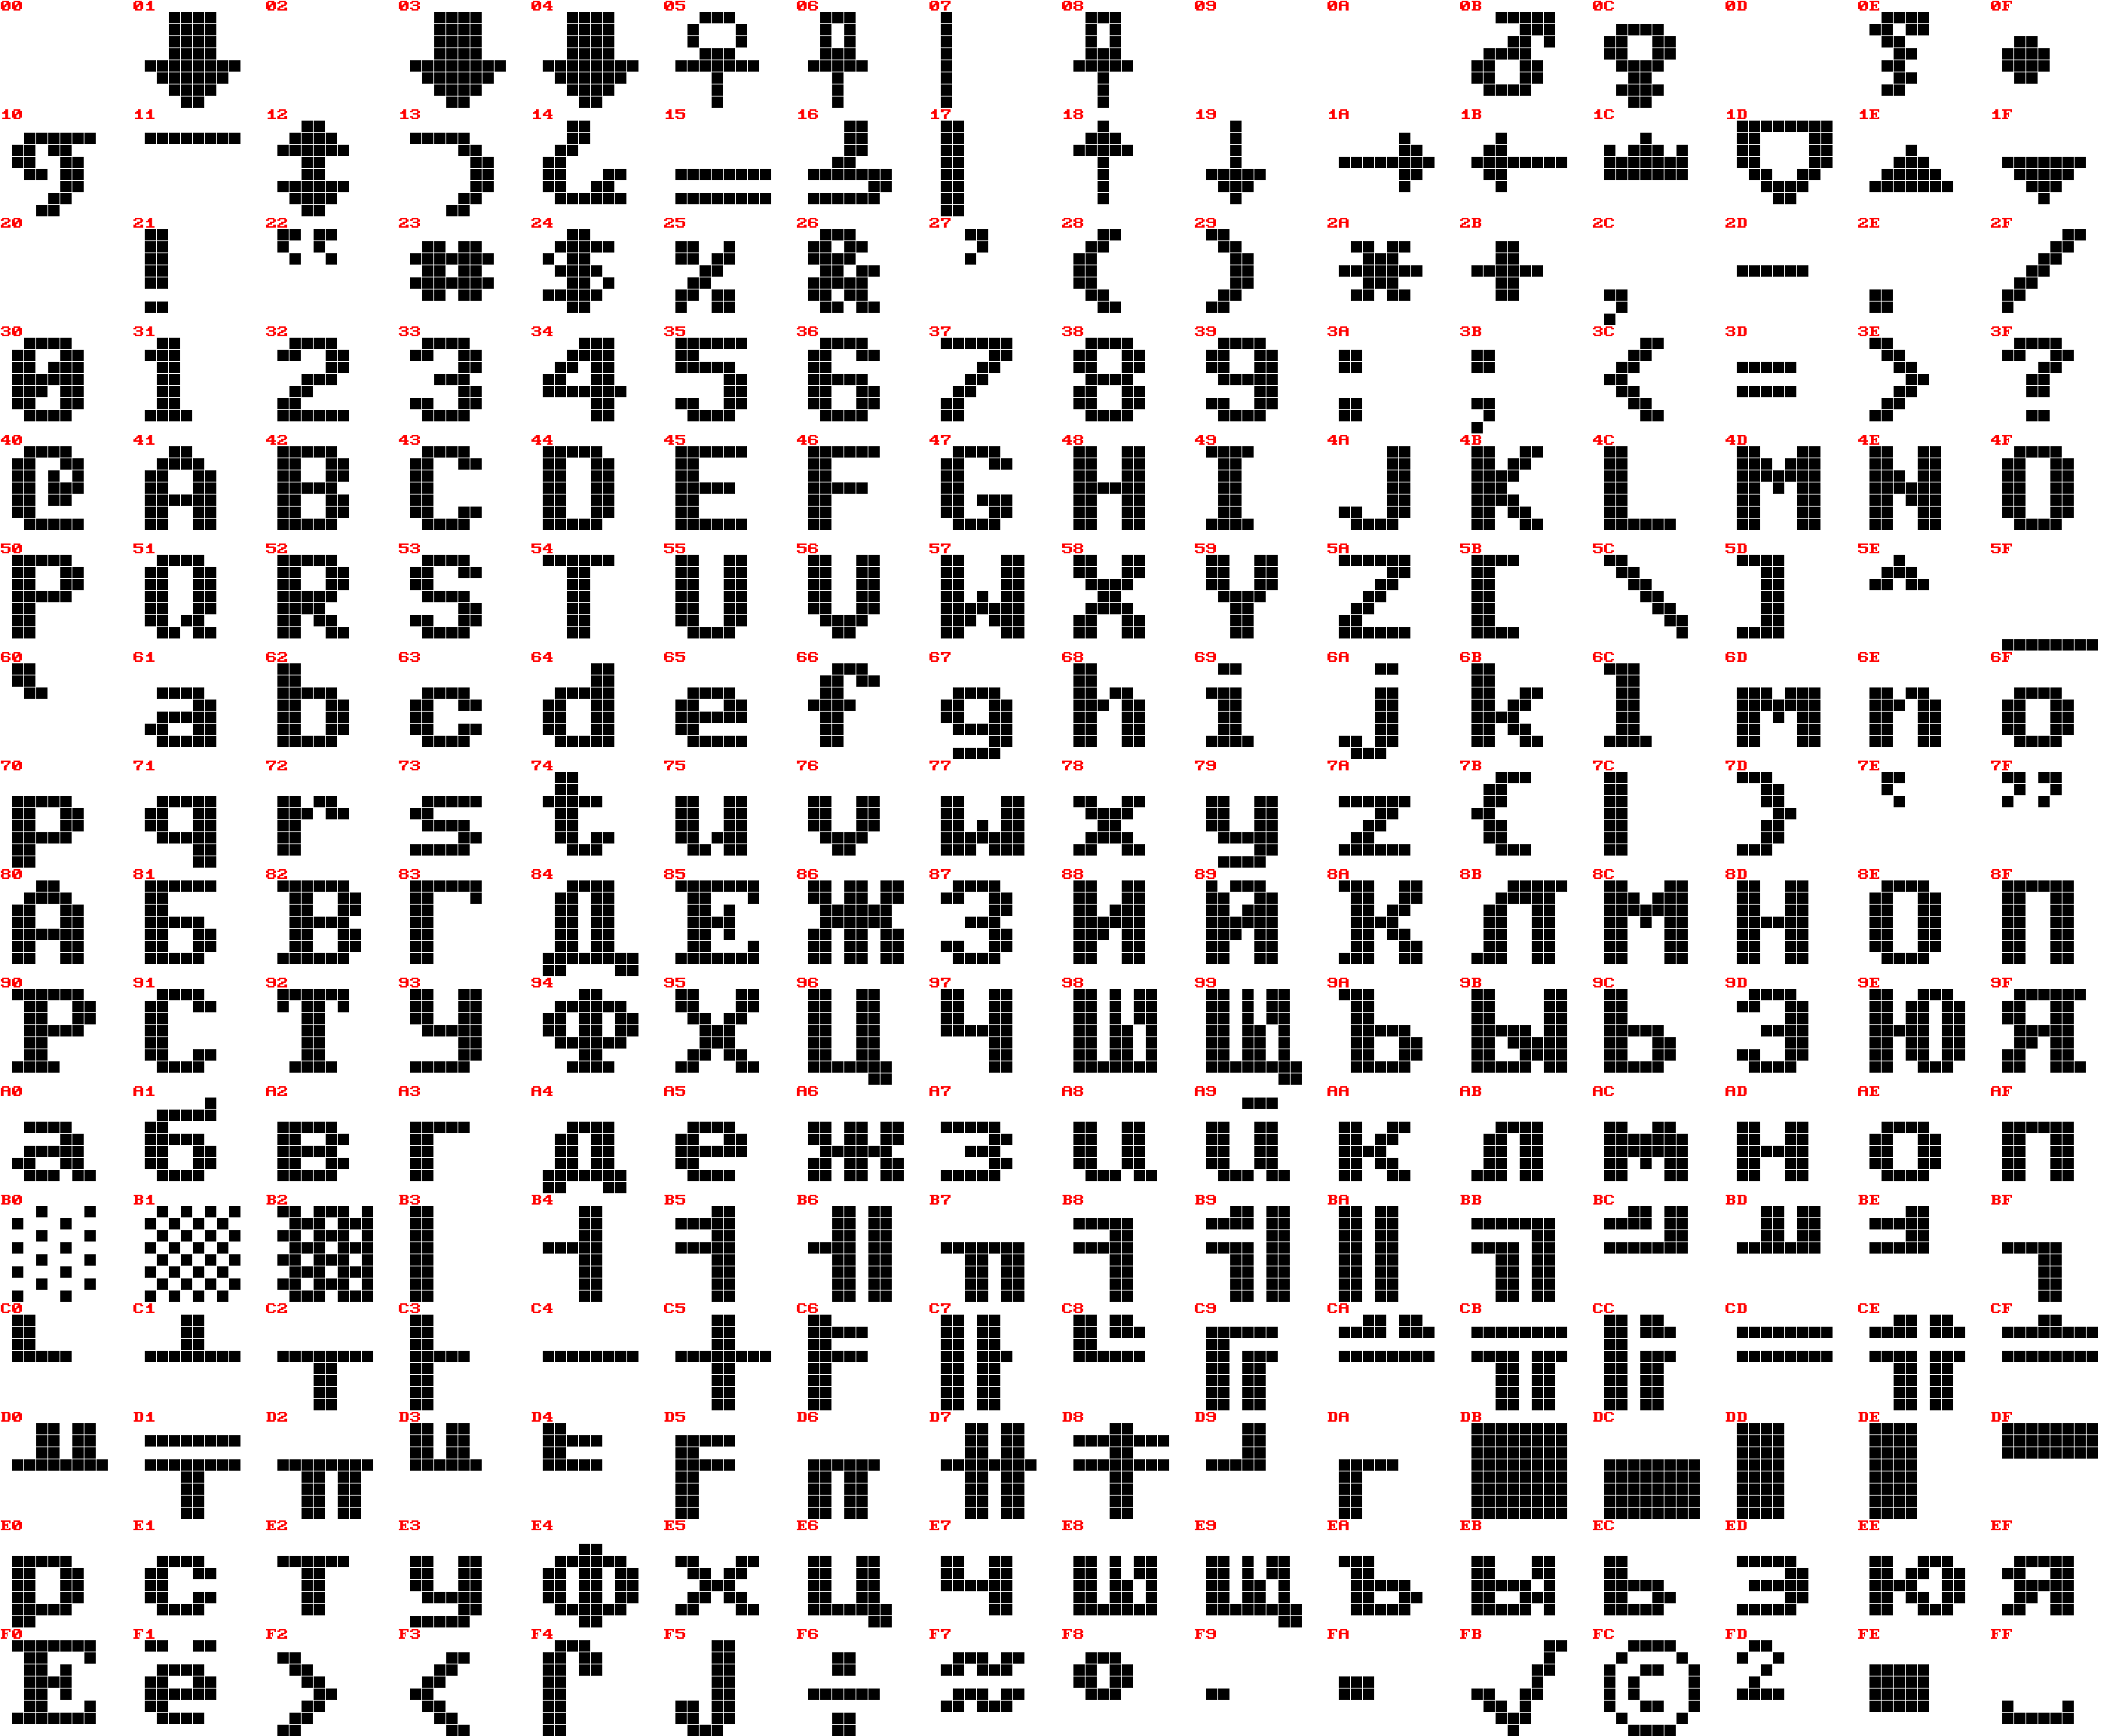 00 01 02 03 04 05 06 07 08 09 0A 0B 0C 0D 0E 0F
10 11 12 13 14 15 16 17 18 19 1A 1B 1C 1D 1E 1F
↑ ↓ → ← ▲ ▼
20 21 22 23 24 25 26 27 28 29 2A 2B 2C 2D 2E 2F
! " # $ % & ' ( ) * + , - . /
30 31 32 33 34 35 36 37 38 39 3A 3B 3C 3D 3E 3F
0 1 2 3 4 5 6 7 8 9 : ; < = > ?
40 41 42 43 44 45 46 47 48 49 4A 4B 4C 4D 4E 4F
@ A B C D E F G H I J K L M N O
50 51 52 53 54 55 56 57 58 59 5A 5B 5C 5D 5E 5F
P Q R S T U V W X Y Z [ \ ] ^ _
60 61 62 63 64 65 66 67 68 69 6A 6B 6C 6D 6E 6F
` a b c d e f g h i j k l m n o
70 71 72 73 74 75 76 77 78 79 7A 7B 7C 7D 7E 7F
p q r s t u v w x y z { | } ‘ ”
80 81 82 83 84 85 86 87 88 89 8A 8B 8C 8D 8E 8F
А Б В Г Д Е Ж З И Й К Л М Н О П
90 91 92 93 94 95 96 97 98 99 9A 9B 9C 9D 9E 9F
Р С Т У Ф Х Ц Ч Ш Щ Ъ Ы Ь Э Ю Я
A0 A1 A2 A3 A4 A5 A6 A7 A8 A9 AA AB AC AD AE AF
а б в г д е ж з и й к л м н о п
B0 B1 B2 B3 B4 B5 B6 B7 B8 B9 BA BB BC BD BE BF
░ ▒ ▓ │ ┤ ╡ ╢ ╖ ╕ ╣ ║ ╗ ╝ ╜ ╛ ┐
C0 C1 C2 C3 C4 C5 C6 C7 C8 C9 CA CB CC CD CE CF
└ ┴ ┬ ├ ─ ┼ ╞ ╟ ╚ ╔ ╩ ╦ ╠ ═ ╬ ╧
D0 D1 D2 D3 D4 D5 D6 D7 D8 D9 DA DB DC DD DE DF
╨ ╤ ╥ ╙ ╘ ╒ ╓ ╫ ╪ ┘ ┌ █ ▄ ▌ ▐ ▀
E0 E1 E2 E3 E4 E5 E6 E7 E8 E9 EA EB EC ED EE EF
р с т у ф х ц ч ш щ ъ ы ь э ю я
F0 F1 F2 F3 F4 F5 F6 F7 F8 F9 FA FB FC FD FE FF
Е ё > < ⌠ ⌡ ÷ ≈ ° - · √ © ² ■